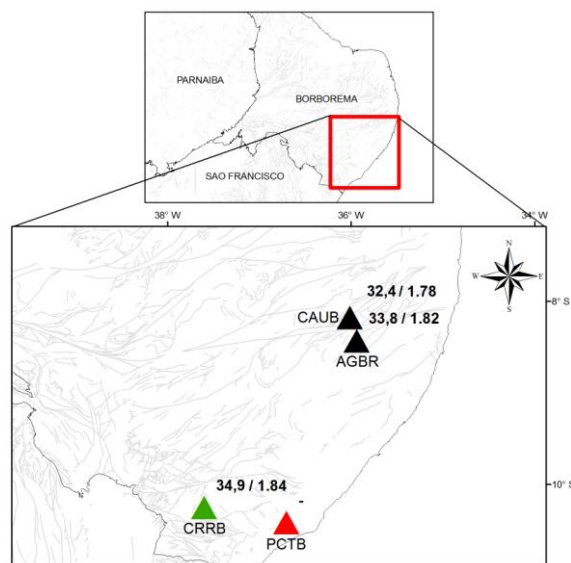 PARNAIBA
BORBOREMA
SAO FRANCISCO
38° W
36° W
34° W
N
W
E
S
32,4 / 1.78
8° S
CAUB
33,8 / 1.82
AGBR
34,9 / 1.84
10° S
-
CRRB
PCTB